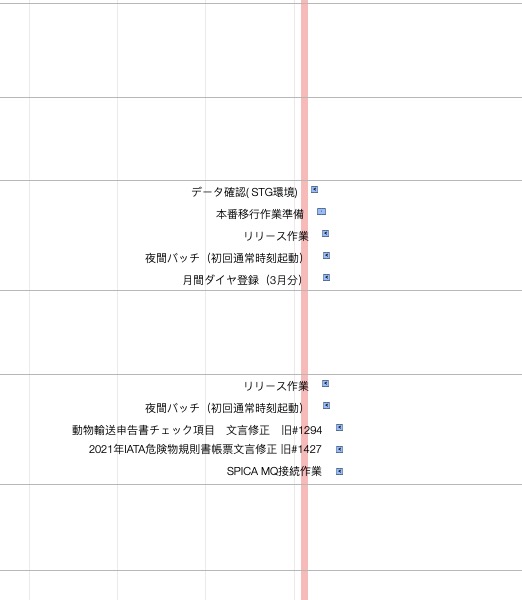 データ確認( STG環境)
本番移行作業準備
リリース作業
夜間バッチ（初回通常時刻起動）
月間ダイヤ登録（3月分）
リリース作業
夜間バッチ（初回通常時刻起動）
動物輸送申告書チェック項目　文言修正　旧#1294
2021年IATA危険物規則書帳票文言修正 旧#1427
SPICA MQ接続作業